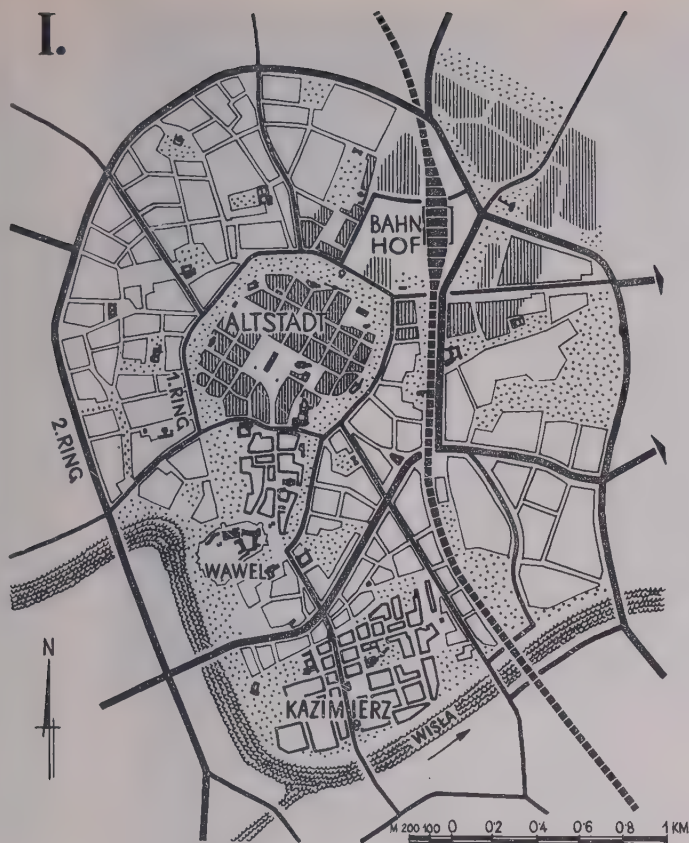 I.
BAHN
HOF
ALTSTADT
1. RING
2. RING
WAWEL
N
KAZIMIERZ
WISŁA
M 200 100 0 0'2 0'4 0'6 0'8 1 KM